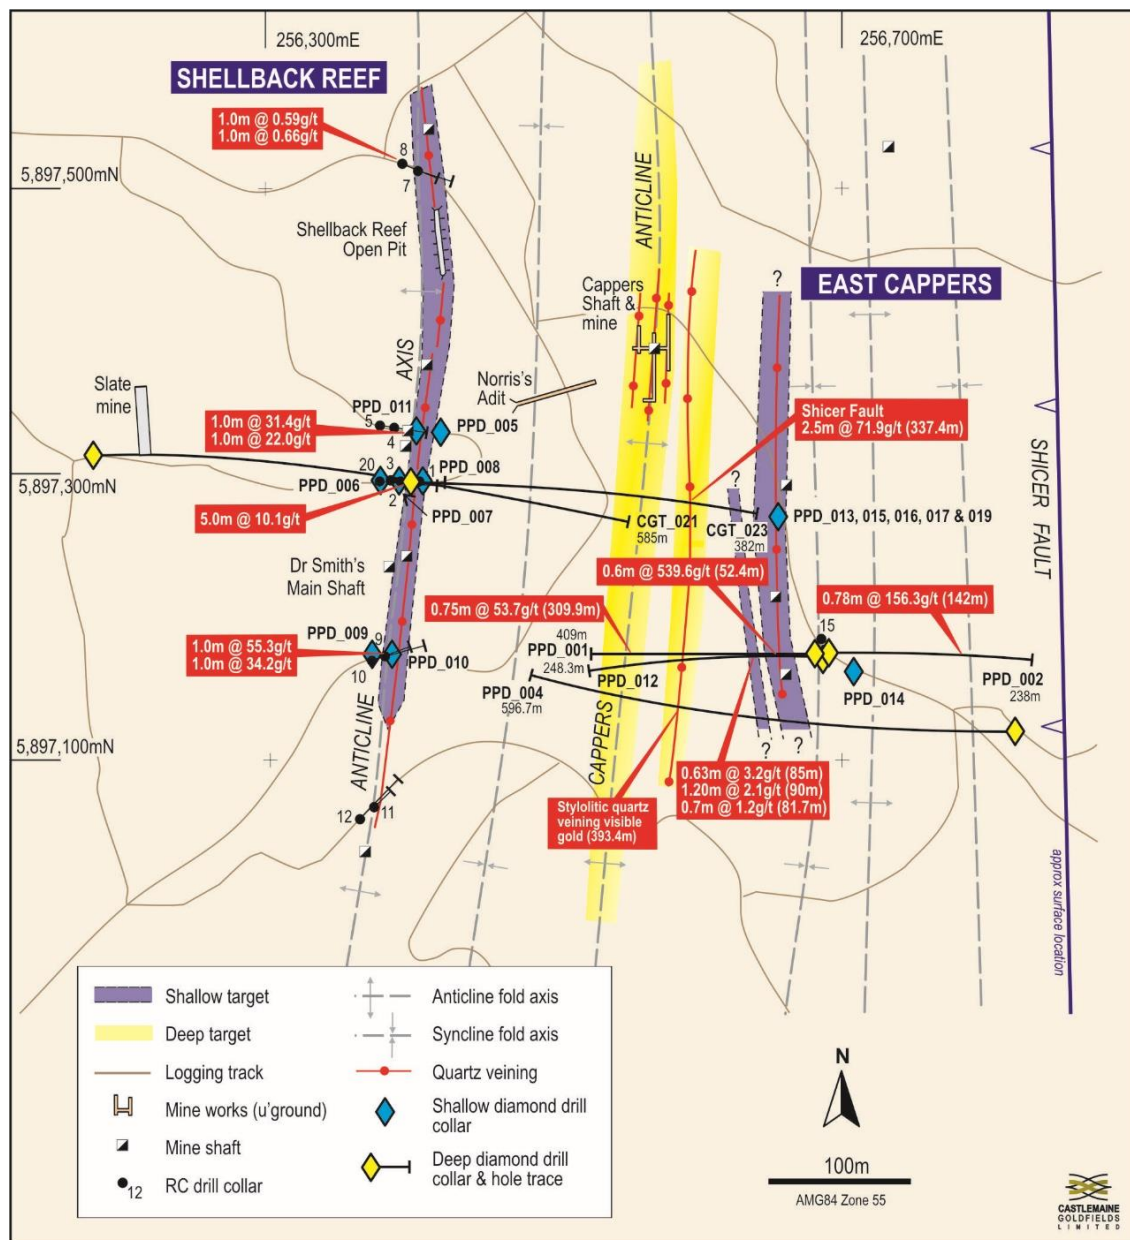 256,300mE
256,700mE
SHELLBACK REEF
1.0m @ 0.59g/t
1.0m @ 0.66g/t
8
7
5,897,500mN
Shellback Reef
Open Pit
ANTICLINE
Cappers
Shaft &
mine
?
EAST CAPPERS
AXIS
Slate
mine
Norris's
Adit
PPD_011
5
4
1.0m @ 31.4g/t
1.0m @ 22.0g/t
PPD_005
Shicer Fault
2.5m @ 71.9g/t (337.4m)
SHICER FAULT
20
3
1
PPD_008
5,897,300mN
PPD_006
2
PPD_007
?
5.0m @ 10.1g/t
CGT_021
585m
CGT_023
382m
PPD_013, 015, 016, 017 & 019
Dr Smith's
Main Shaft
0.6m @ 539.6g/t (52.4m)
0.75m @ 53.7g/t (309.9m)
0.78m @ 156.3g/t (142m)
15
PPD_009
9
1.0m @ 55.3g/t
1.0m @ 34.2g/t
10
PPD_010
409m
PPD_001
248.3m
PPD_012
PPD_004
596.7m
PPD_014
PPD_002
238m
5,897,100mN
ANTICLINE
CAPPERS
?
?
0.63m @ 3.2g/t (85m)
1.20m @ 2.1g/t (90m)
0.7m @ 1.2g/t (81.7m)
Stylolitic quartz
veining visible
gold (393.4m)
12
11
approx surface location
Shallow target
Deep target
Logging track
Mine works (u'ground)
Mine shaft
12
RC drill collar
Anticline fold axis
Syncline fold axis
Quartz veining
Shallow diamond drill
collar
Deep diamond drill
collar & hole trace
N
100m
AMG84 Zone 55
CASTLEMAINE
GOLDFIELDS
LIMITED